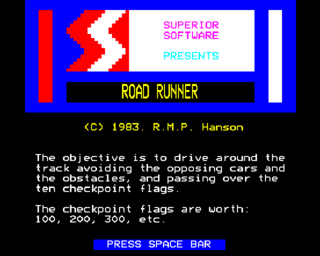 SUPERIOR
SOFTWARE
PRESENTS
ROAD RUNNER
(C) 1983. R.M.P. Hanson
The objective is to drive around the
track avoiding the opposing cars and
the obstacles, and passing over the
ten checkpoint flags.
The checkpoint flags are worth:
100, 200, 300, etc.
PRESS SPACE BAR